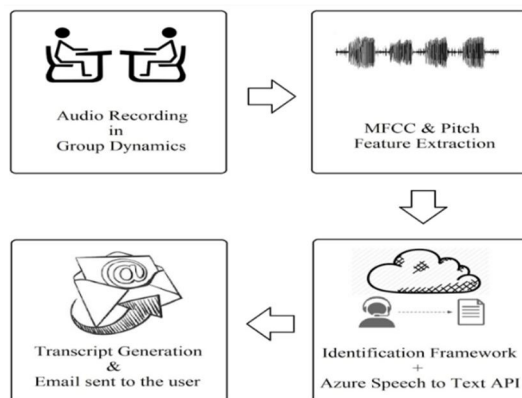 Audio Recording
in
Group Dynamics
MFCC & Pitch
Feature Extraction
Identification Framework
+
Azure Speech to Text API
@
Transcript Generation
&
Email sent to the user